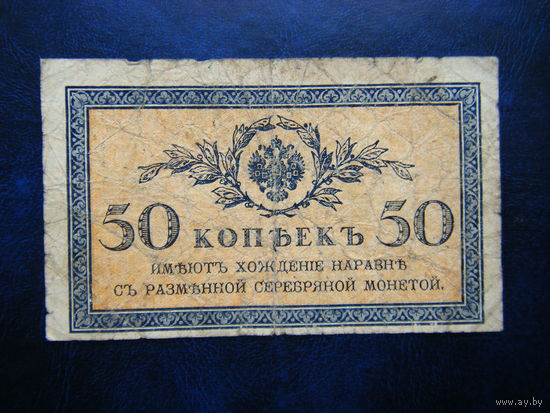 50 КОПѢЕКЪ 50
ИМѢЮТЪ ХОЖДЕНІЕ НАРАВНѢ
СЪ РАЗМѢННОЙ СЕРЕБРЯНОЙ МОНЕТОЙ.
www.ay.by